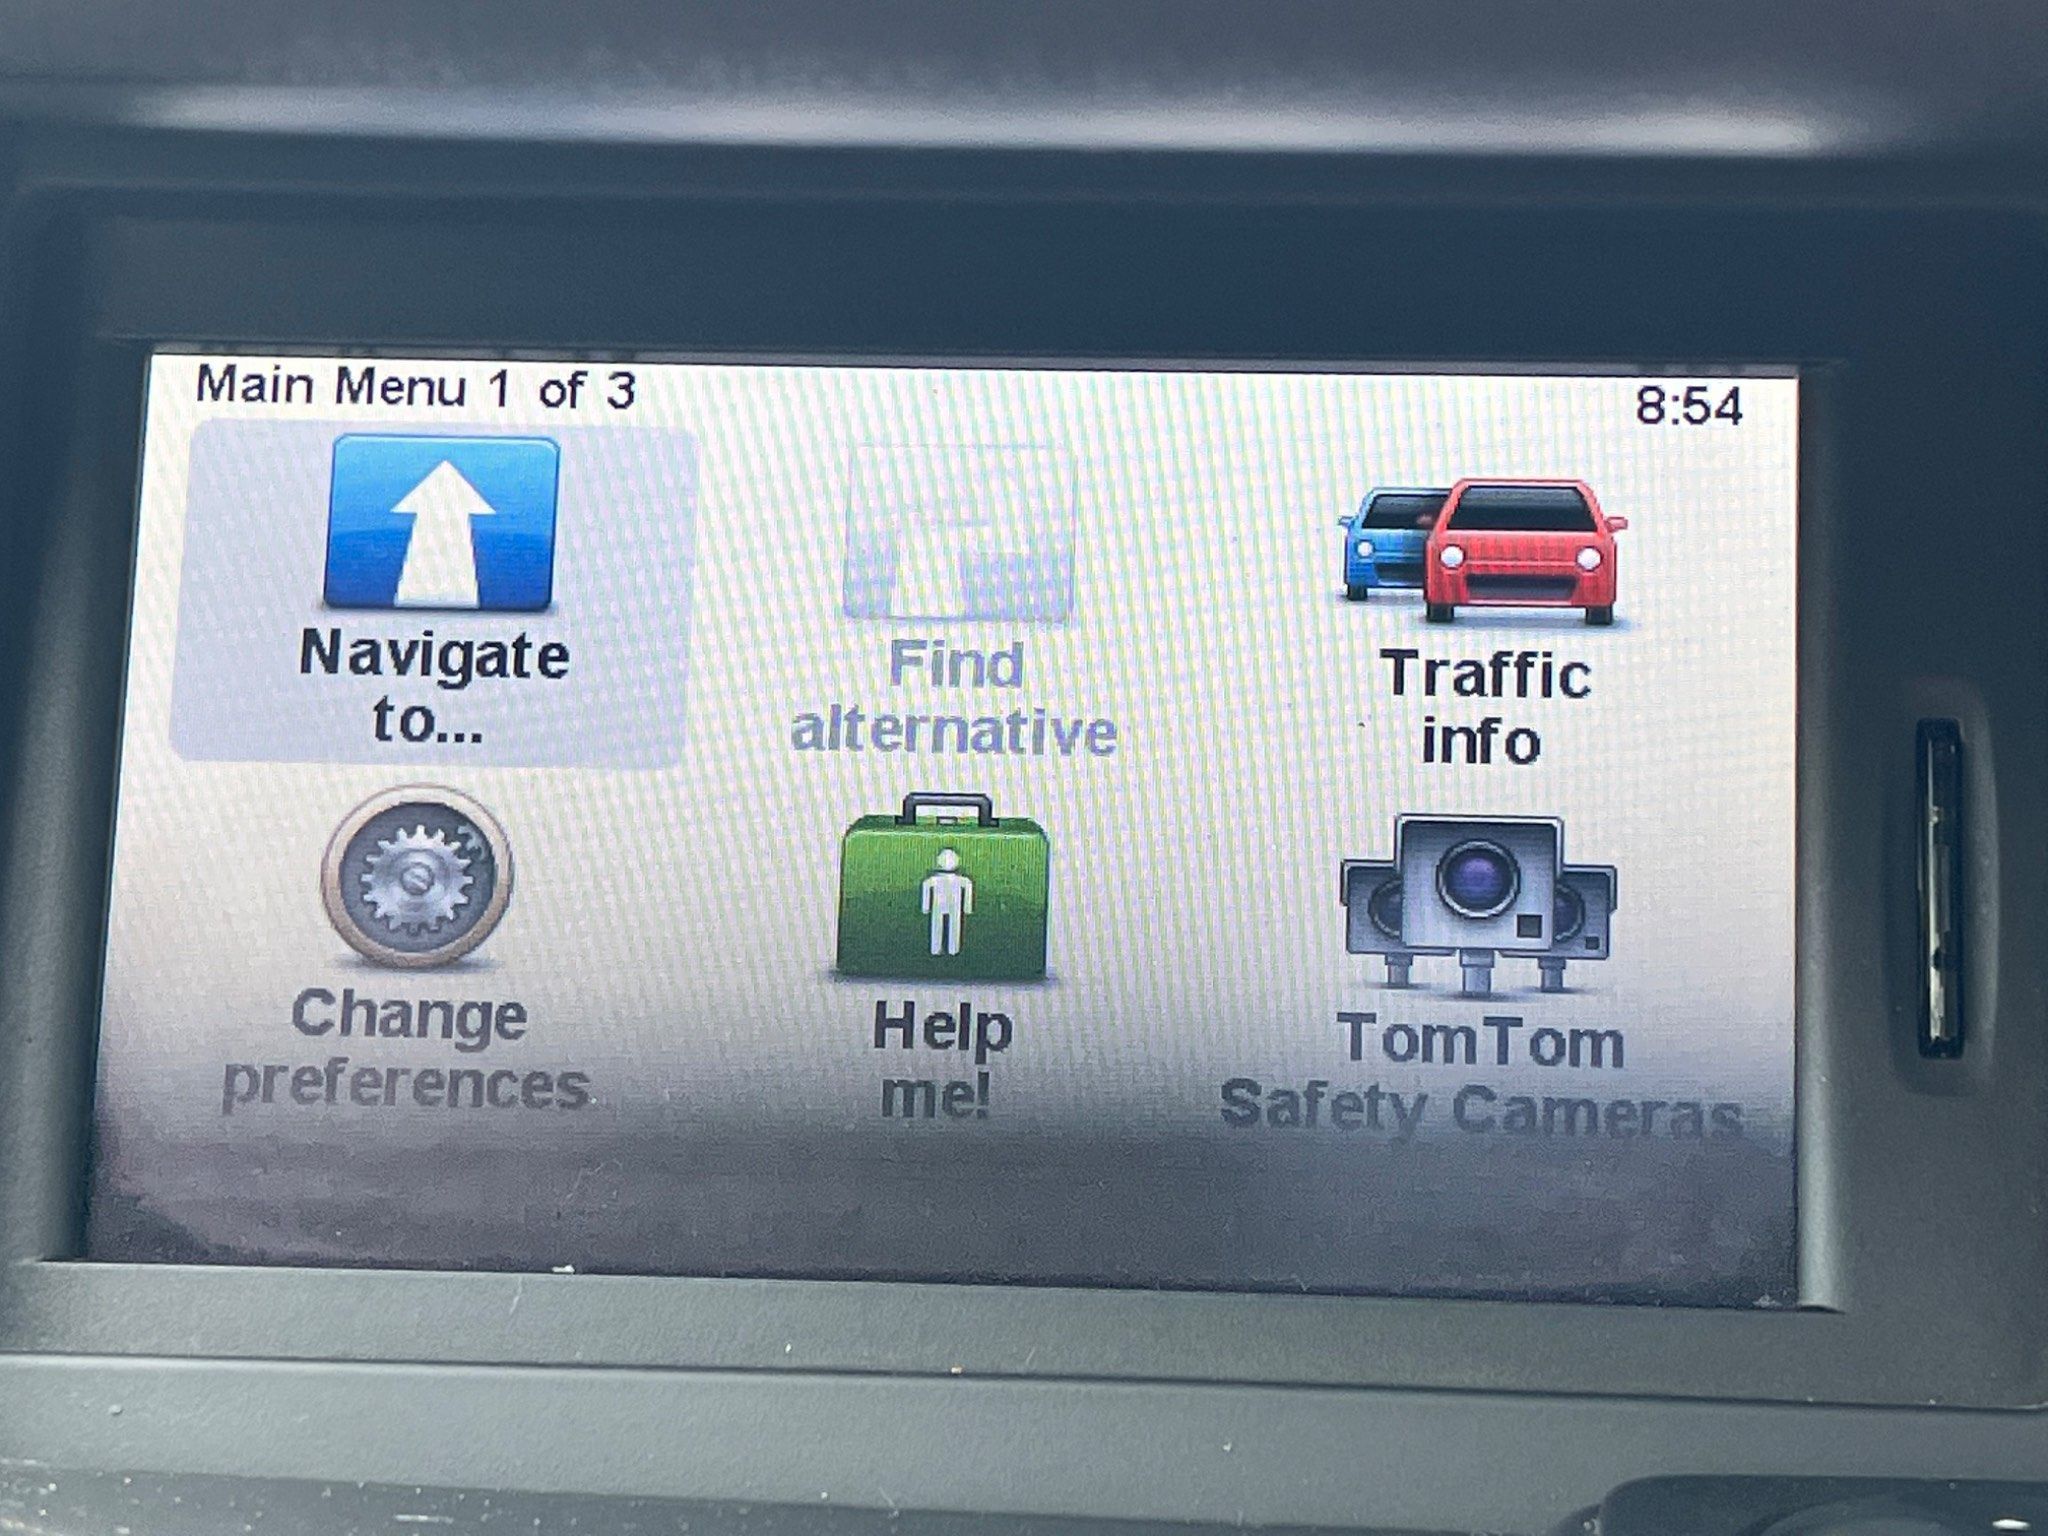 Main Menu 1 of 3
8:54
Navigate
to...
Find
alternative
Traffic
info
Change
preferences
Help
me!
TomTom
Safety Cameras